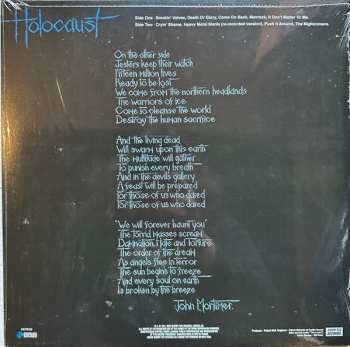 Holocaust
Side One - Smokin' Valves, Death Or Glory, Come On Back, Mavrock, It Don't Matter To Me
Side Two - Cryin' Shame, Heavy Metal Mania (re-recorded Version), Push It Around, The Nightcomers.
On the other side
Jesters keep their watch
Fifteen million lives
Ready to be lost
We come from the northern headlands
The warriors of ice
Come to cleanse the world
Destroy the human sacrifice
And the living dead
Will swarm upon this earth
The multitude will gather
To punish every breath
And in the devils gallery
A feast will be prepared
For those of us who dared
For those of us who dared
"We will forever haunt you"
The torrid masses scream
Damnation, Hate and Torture
The order of the dream
As angels flee in terror
The sun begins to freeze
And every soul on earth
Is broken by the breeze
John Mortimer.